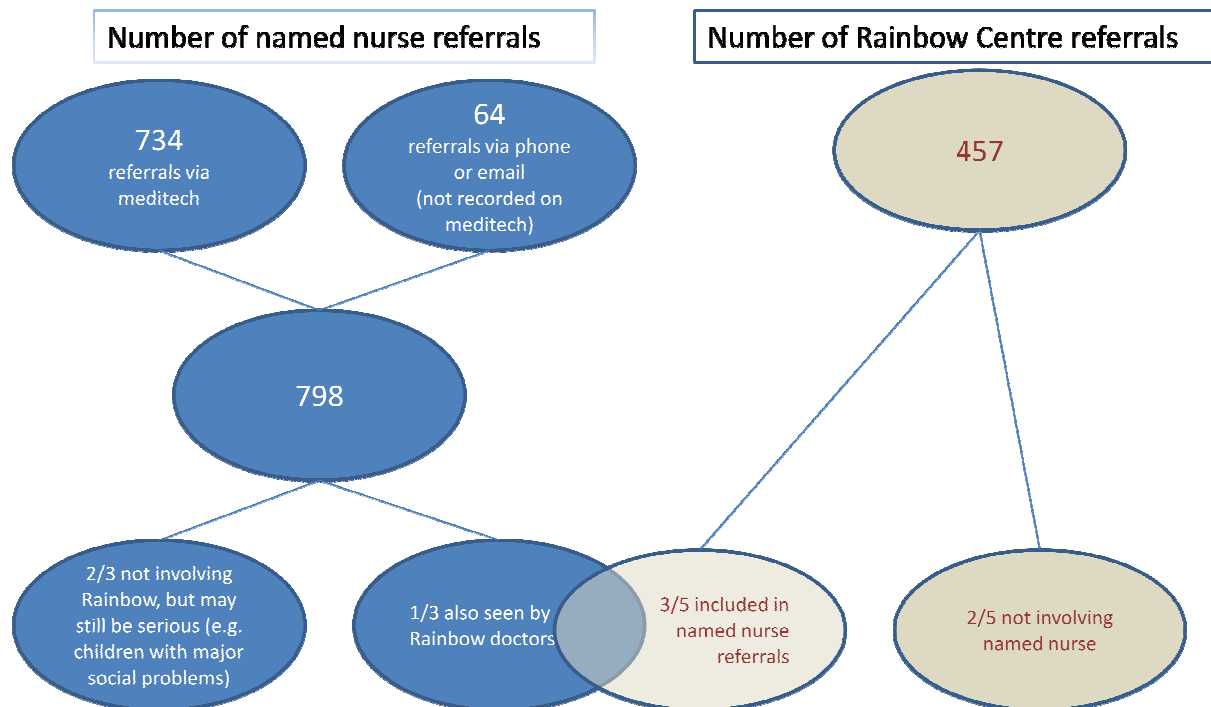 Number of named nurse referrals
Number of Rainbow Centre referrals
734
referrals via
meditech
64
referrals via phone
or email
(not recorded on
meditech)
457
798
2/3 not involving
Rainbow, but may
still be serious (e.g.
children with major
social problems)
1/3 also seen by
Rainbow doctors
3/5 included in
named nurse
referrals
2/5 not involving
named nurse